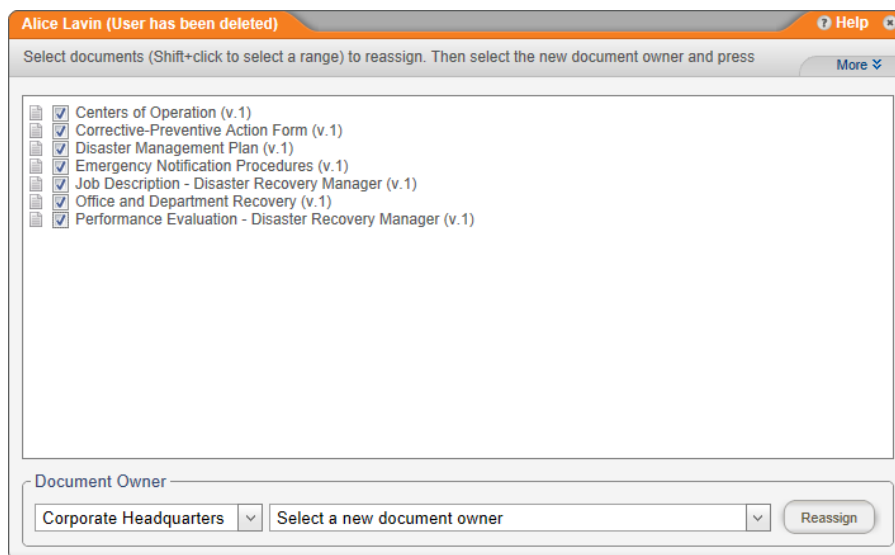 Alice Lavin (User has been deleted)
Help
Select documents (Shift+click to select a range) to reassign. Then select the new document owner and press
More
Centers of Operation (v.1)
Corrective-Preventive Action Form (v.1)
Disaster Management Plan (v.1)
Emergency Notification Procedures (v.1)
Job Description - Disaster Recovery Manager (v.1)
Office and Department Recovery (v.1)
Performance Evaluation - Disaster Recovery Manager (v.1)
Document Owner
Corporate Headquarters
Select a new document owner
Reassign